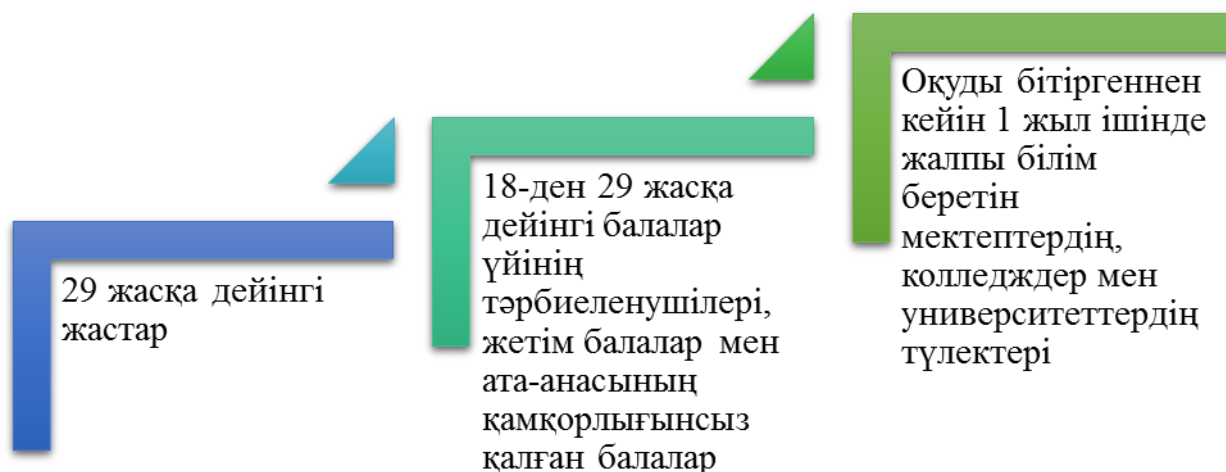 29 жасқа дейінгі
жастар
18-ден 29 жасқа
дейінгі балалар
үйінің
тәрбиеленушілері,
жетім балалар мен
ата-анасының
қамқорлығынсыз
қалған балалар
Оқуды бітіргеннен
кейін 1 жыл ішінде
жалпы білім
беретін
мектептердің,
колледждер мен
университеттердің
түлектері